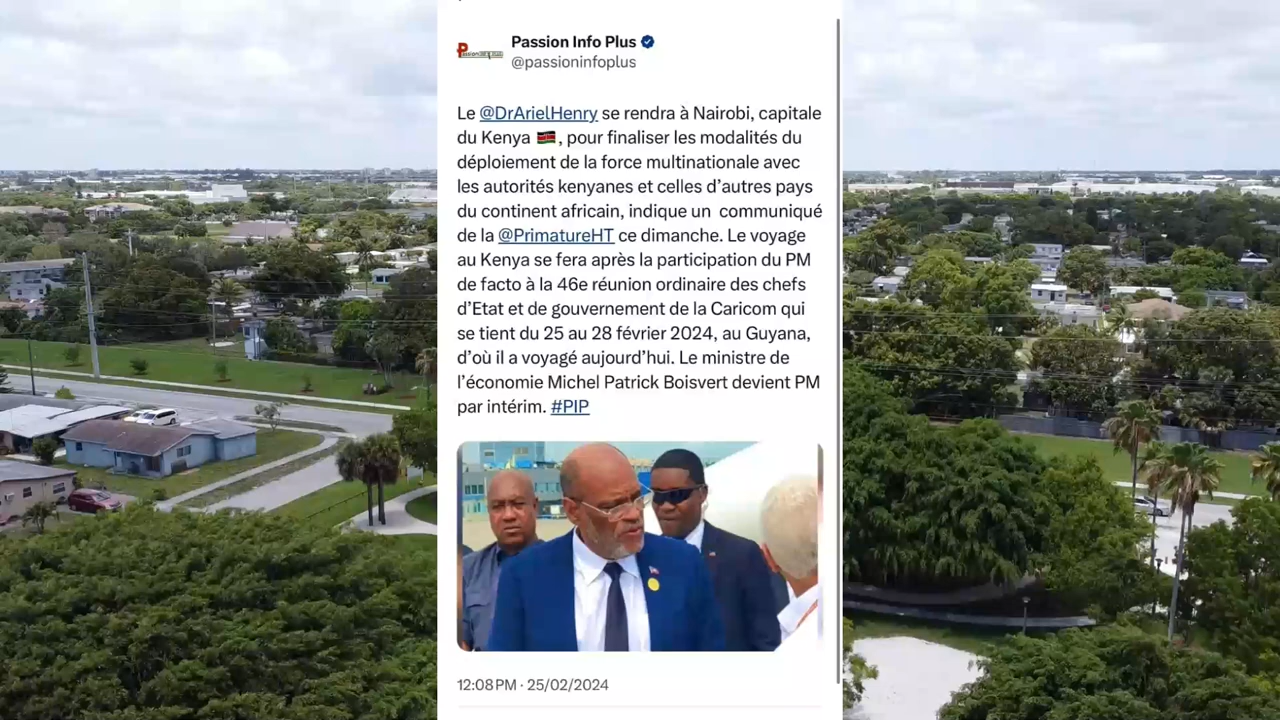 Passion Info Plus
@passioninfoplus
Le @DrArielHenry se rendra à Nairobi, capitale
du Kenya 🇰🇪, pour finaliser les modalités du
déploiement de la force multinationale avec
les autorités kenyanes et celles d’autres pays
du continent africain, indique un communiqué
de la @PrimatureHT ce dimanche. Le voyage
au Kenya se fera après la participation du PM
de facto à la 46e réunion ordinaire des chefs
d’Etat et de gouvernement de la Caricom qui
se tient du 25 au 28 février 2024, au Guyana,
d’où il a voyagé aujourd’hui. Le ministre de
l’économie Michel Patrick Boisvert devient PM
par intérim. #PIP
12:08 PM · 25/02/2024